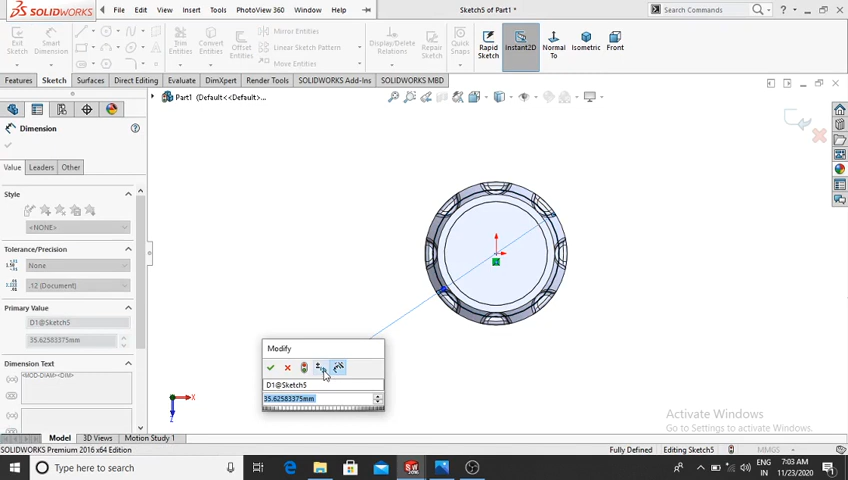 SOLIDWORKS
File Edit View Insert Tools PhotoView 360 Window Help
Sketch5 of Part1 *
Search Commands
Exit Sketch
Smart Dimension
Trim Entities
Convert Entities
Offset Entities
Mirror Entities
Linear Sketch Pattern
Move Entities
Display/Delete Relations
Repair Sketch
Quick Snaps
Rapid Sketch
Instant2D
Normal To
Isometric
Front
Features Sketch Surfaces Direct Editing Evaluate DimXpert Render Tools SOLIDWORKS Add-Ins SOLIDWORKS MBD
Part1 (Default<<Default>...
Dimension
Value Leaders Other
Style
<NONE>
Tolerance/Precision
None
.12 (Document)
Primary Value
D1@Sketch5
35.62583375mm
Dimension Text
<MOD-DIAM><DIM>
Modify
D1@Sketch5
35.62583375mm
X
Z
Activate Windows
Go to Settings to activate Windows.
Model 3D Views Motion Study 1
SOLIDWORKS Premium 2016 x64 Edition
Fully Defined Editing Sketch5 MMGS
Type here to search
ENG IN
7:03 AM
11/23/2020